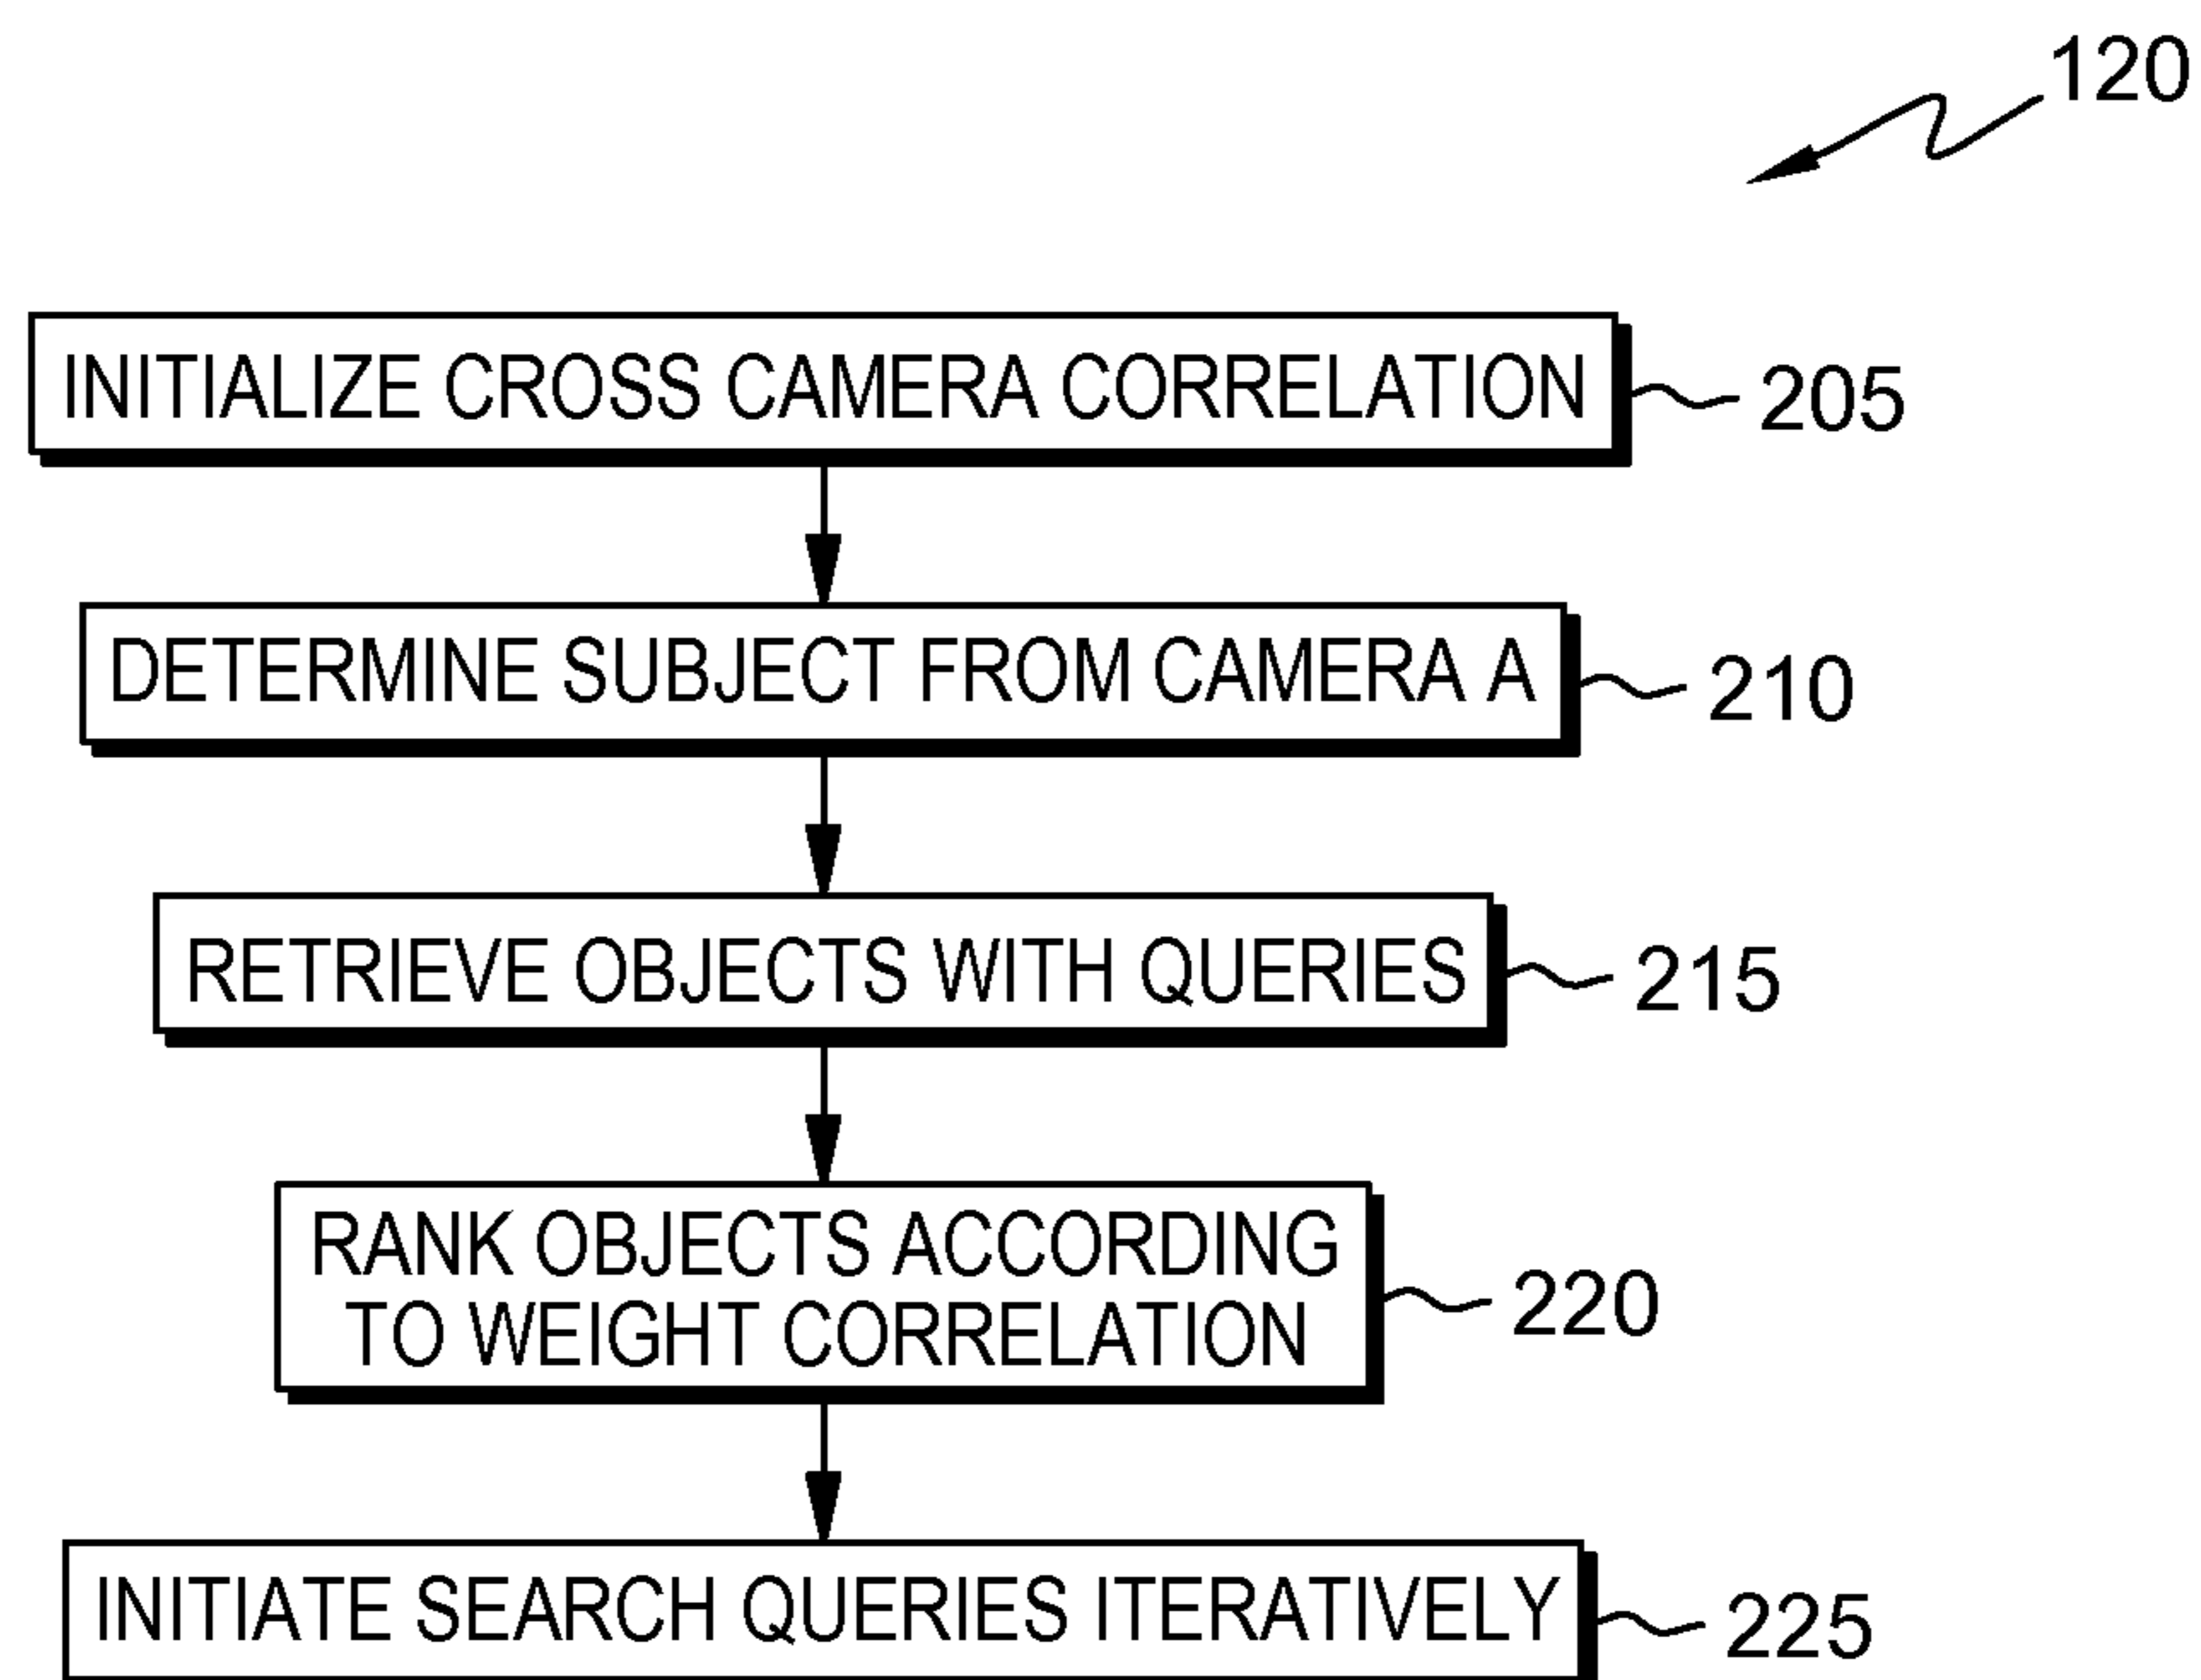 120
INITIALIZE CROSS CAMERA CORRELATION
205
DETERMINE SUBJECT FROM CAMERA A
210
RETRIEVE OBJECTS WITH QUERIES
215
RANK OBJECTS ACCORDING
TO WEIGHT CORRELATION
220
INITIATE SEARCH QUERIES ITERATIVELY
225